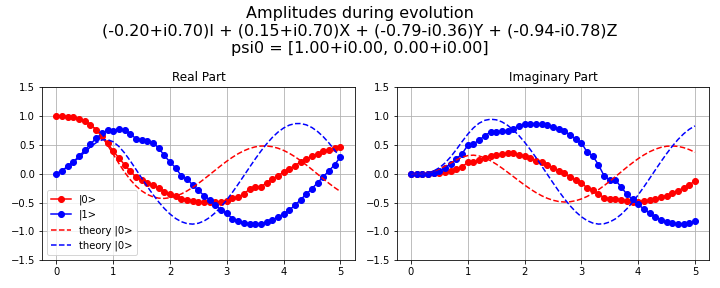 Amplitudes during evolution
(-0.20+i0.70)I + (0.15+i0.70)X + (-0.79-i0.36)Y + (-0.94-i0.78)Z
psi0 = [1.00+i0.00, 0.00+i0.00]
Real Part
1.5
1.0
0.5
0.0
−0.5
−1.0
−1.5
|0>
|1>
theory |0>
theory |0>
0 1 2 3 4 5
Imaginary Part
1.5
1.0
0.5
0.0
−0.5
−1.0
−1.5
0 1 2 3 4 5